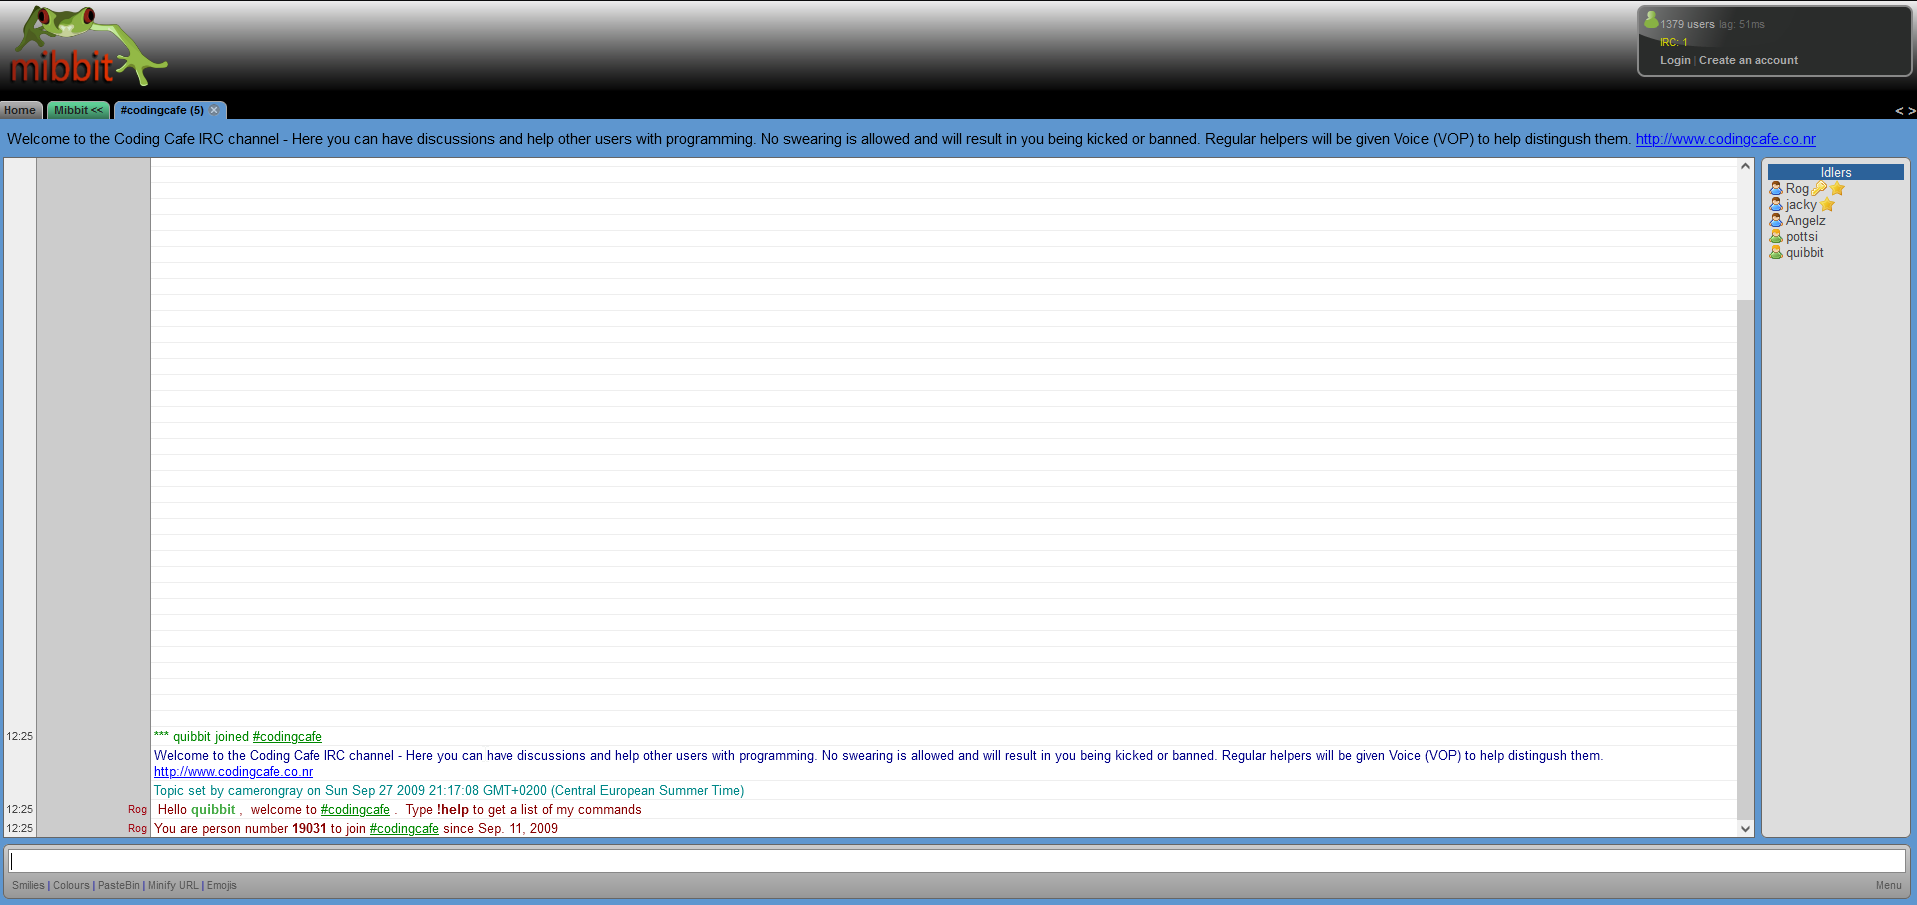 mibbit
1379 users lag: 51ms
IRC: 1
Login | Create an account
Home Mibbit << #codingcafe (5) < >
Welcome to the Coding Cafe IRC channel - Here you can have discussions and help other users with programming. No swearing is allowed and will result in you being kicked or banned. Regular helpers will be given Voice (VOP) to help distingush them. http://www.codingcafe.co.nr
Idlers
Rog
jacky
Angelz
pottsi
quibbit
12:25 *** quibbit joined #codingcafe
Welcome to the Coding Cafe IRC channel - Here you can have discussions and help other users with programming. No swearing is allowed and will result in you being kicked or banned. Regular helpers will be given Voice (VOP) to help distingush them.
http://www.codingcafe.co.nr
Topic set by camerongray on Sun Sep 27 2009 21:17:08 GMT+0200 (Central European Summer Time)
12:25 Rog Hello quibbit , welcome to #codingcafe . Type !help to get a list of my commands
12:25 Rog You are person number 19031 to join #codingcafe since Sep. 11, 2009
Smilies | Colours | PasteBin | Minify URL | Emojis Menu